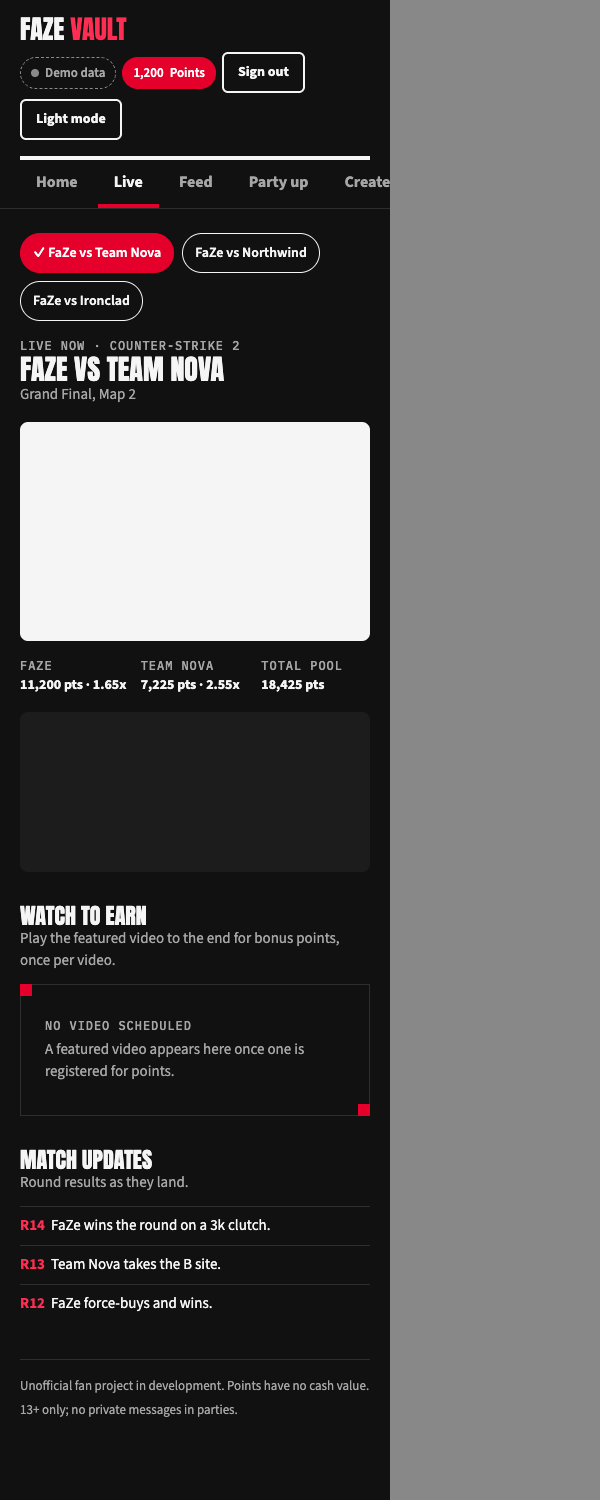 FAZE VAULT
Demo data
1,200 Points
Sign out
Light mode
Home Live Feed Party up Create
✓ FaZe vs Team Nova
FaZe vs Northwind
FaZe vs Ironclad
LIVE NOW · COUNTER-STRIKE 2
FAZE VS TEAM NOVA
Grand Final, Map 2
FAZE TEAM NOVA TOTAL POOL
11,200 pts · 1.65x 7,225 pts · 2.55x 18,425 pts
WATCH TO EARN
Play the featured video to the end for bonus points,
once per video.
NO VIDEO SCHEDULED
A featured video appears here once one is
registered for points.
MATCH UPDATES
Round results as they land.
R14 FaZe wins the round on a 3k clutch.
R13 Team Nova takes the B site.
R12 FaZe force-buys and wins.
Unofficial fan project in development. Points have no cash value.
13+ only; no private messages in parties.